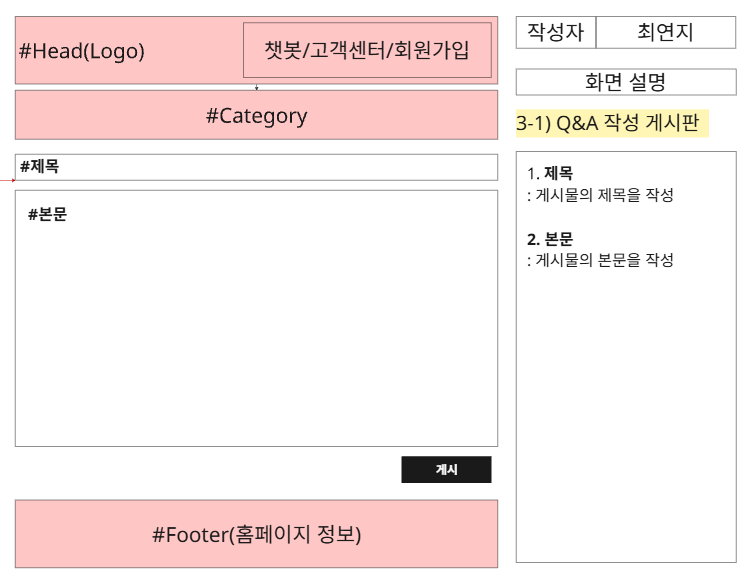 #Head(Logo)
챗봇/고객센터/회원가입
#Category
#제목
#본문
게시
#Footer(홈페이지 정보)
작성자
최연지
화면 설명
3-1) Q&A 작성 게시판
1. 제목
: 게시물의 제목을 작성
2. 본문
: 게시물의 본문을 작성